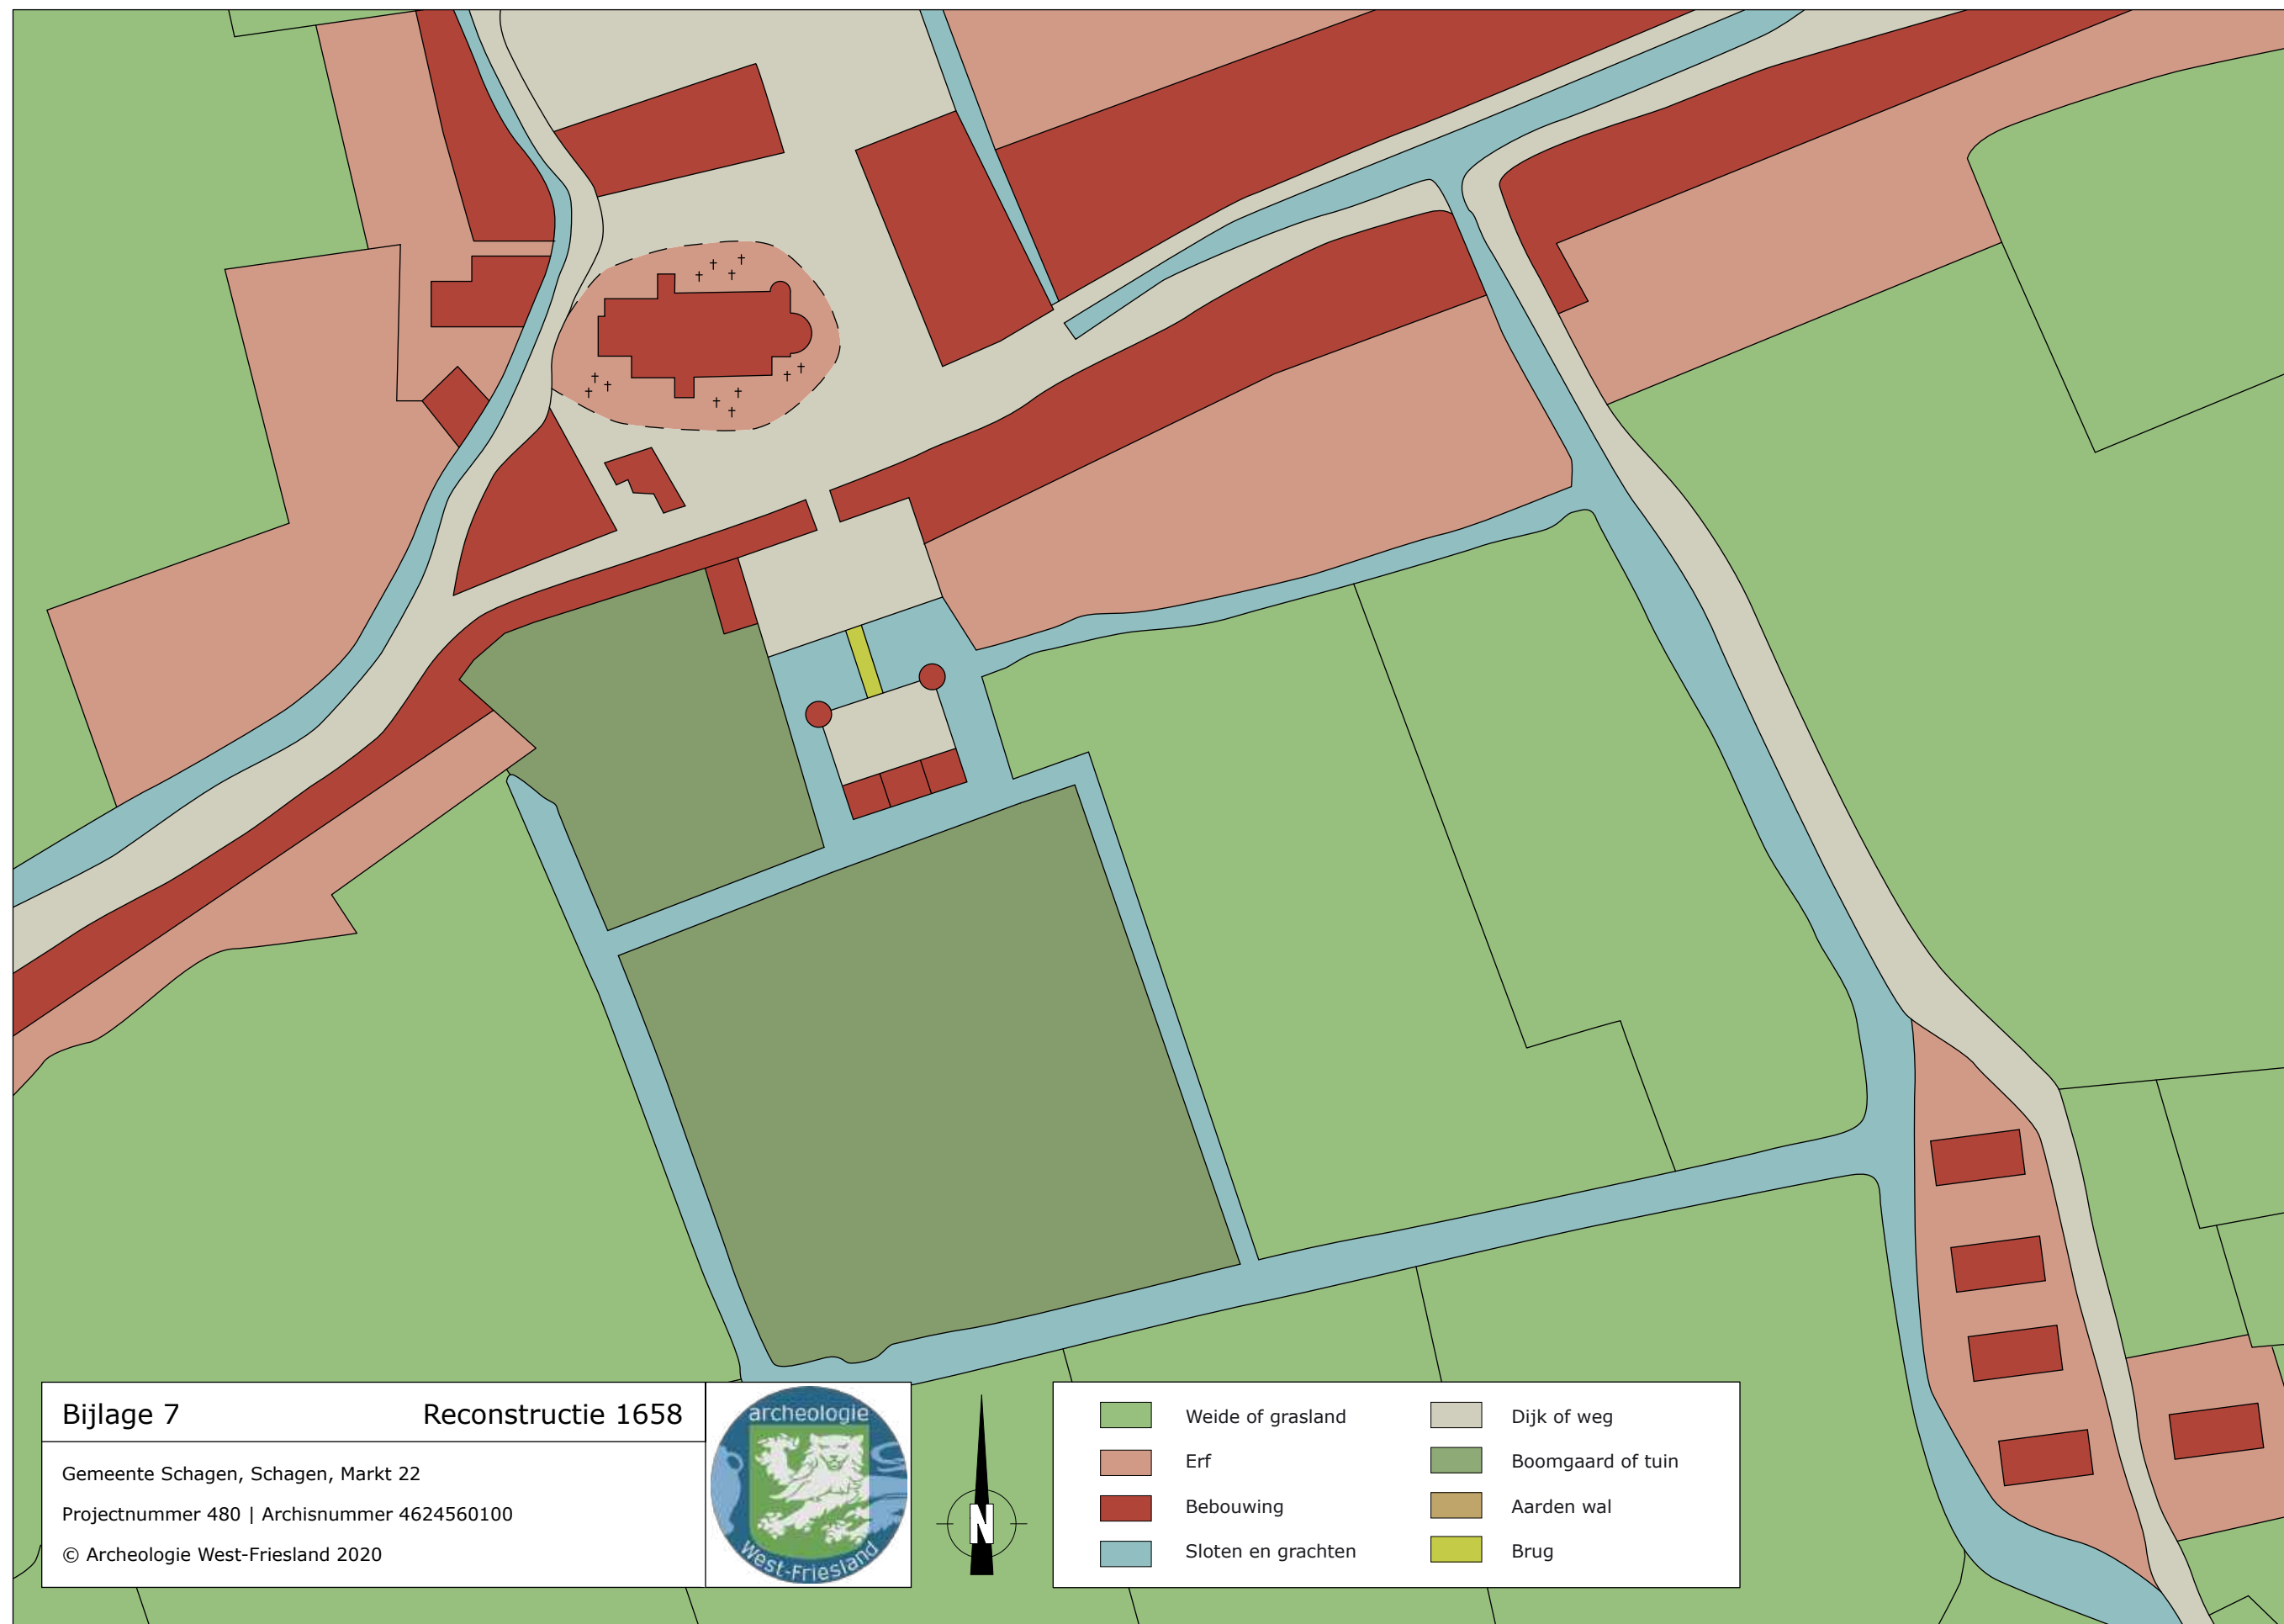 Bijlage 7 Reconstructie 1658
Gemeente Schagen, Schagen, Markt 22
Projectnummer 480 | Archisnummer 4624560100
© Archeologie West-Friesland 2020
archeologie
West-Friesland
N
Weide of grasland
Erf
Bebouwing
Sloten en grachten
Dijk of weg
Boomgaard of tuin
Aarden wal
Brug